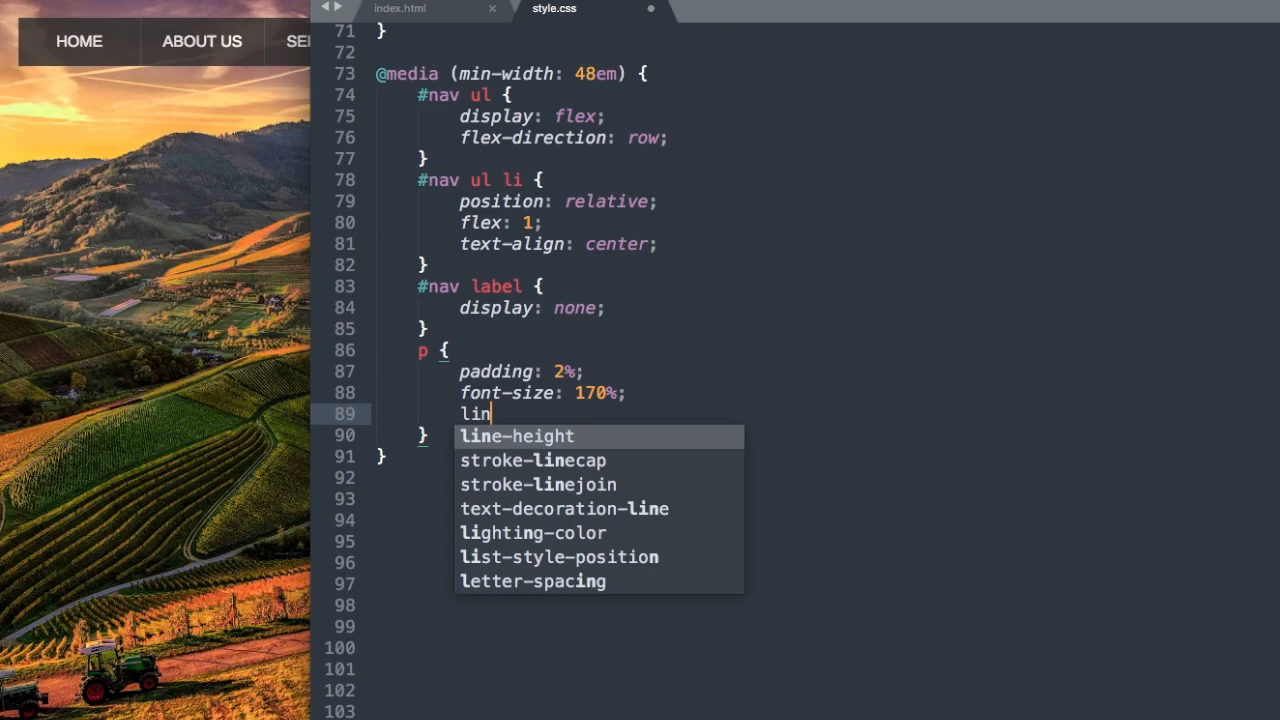 HOME ABOUT US SE
index.html
style.css
71 }
72
73 @media (min-width: 48em) {
74 #nav ul {
75 display: flex;
76 flex-direction: row;
77 }
78 #nav ul li {
79 position: relative;
80 flex: 1;
81 text-align: center;
82 }
83 #nav label {
84 display: none;
85 }
86 p {
87 padding: 2%;
88 font-size: 170%;
89 lin
90 }
line-height
91 }
stroke-linecap
92
stroke-linejoin
93
text-decoration-line
94
lighting-color
95
list-style-position
96
letter-spacing
97
98
99
100
101
102
103